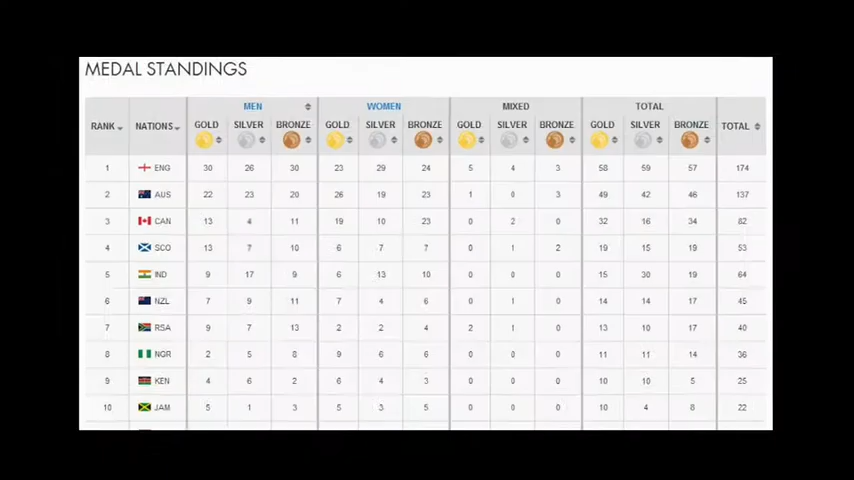 MEDAL STANDINGS
MEN WOMEN MIXED TOTAL
RANK NATIONS GOLD SILVER BRONZE GOLD SILVER BRONZE GOLD SILVER BRONZE GOLD SILVER BRONZE TOTAL
1 ENG 30 26 30 23 29 24 5 4 3 58 59 57 174
2 AUS 22 23 20 26 19 23 1 0 3 49 42 46 137
3 CAN 13 4 11 19 10 23 0 2 0 32 16 34 82
4 SCO 13 7 10 6 7 7 0 1 2 19 15 19 53
5 IND 9 17 9 6 13 10 0 0 0 15 30 19 64
6 NZL 7 9 11 7 4 6 0 1 0 14 14 17 45
7 RSA 9 7 13 2 2 4 2 1 0 13 10 17 40
8 NGR 2 5 8 9 6 6 0 0 0 11 11 14 36
9 KEN 4 6 2 6 4 3 0 0 0 10 10 5 25
10 JAM 5 1 3 5 3 5 0 0 0 10 4 8 22